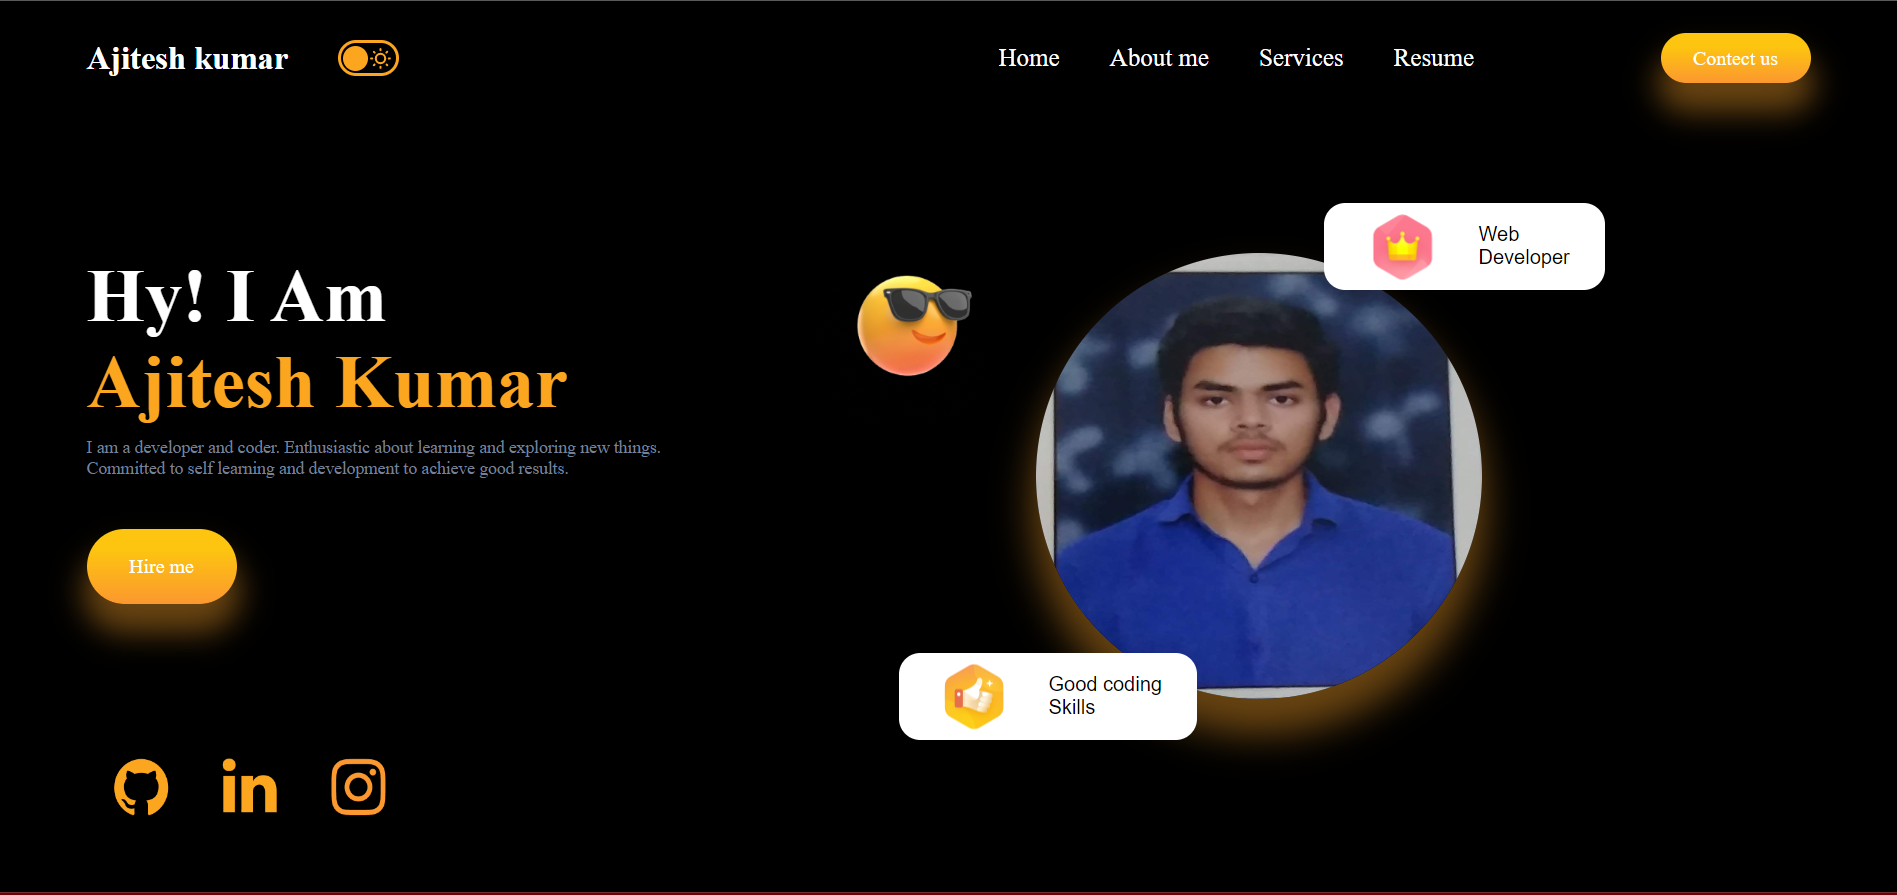 Ajitesh kumar
Home
About me
Services
Resume
Contect us
Web
Developer
Hy! I Am
Ajitesh Kumar
I am a developer and coder. Enthusiastic about learning and exploring new things.
Committed to self learning and development to achieve good results.
Hire me
Good coding
Skills
in